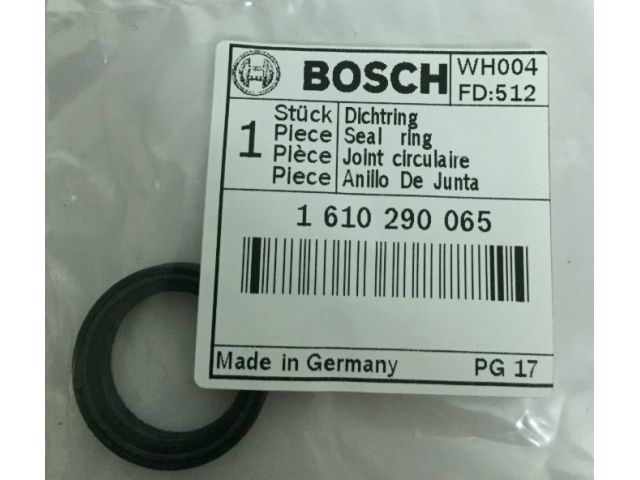 BOSCH
WH004
FD:512
1
Stück Dichtring
Piece Seal ring
Pièce Joint circulaire
Piece Anillo De Junta
1 610 290 065
Made in Germany PG 17